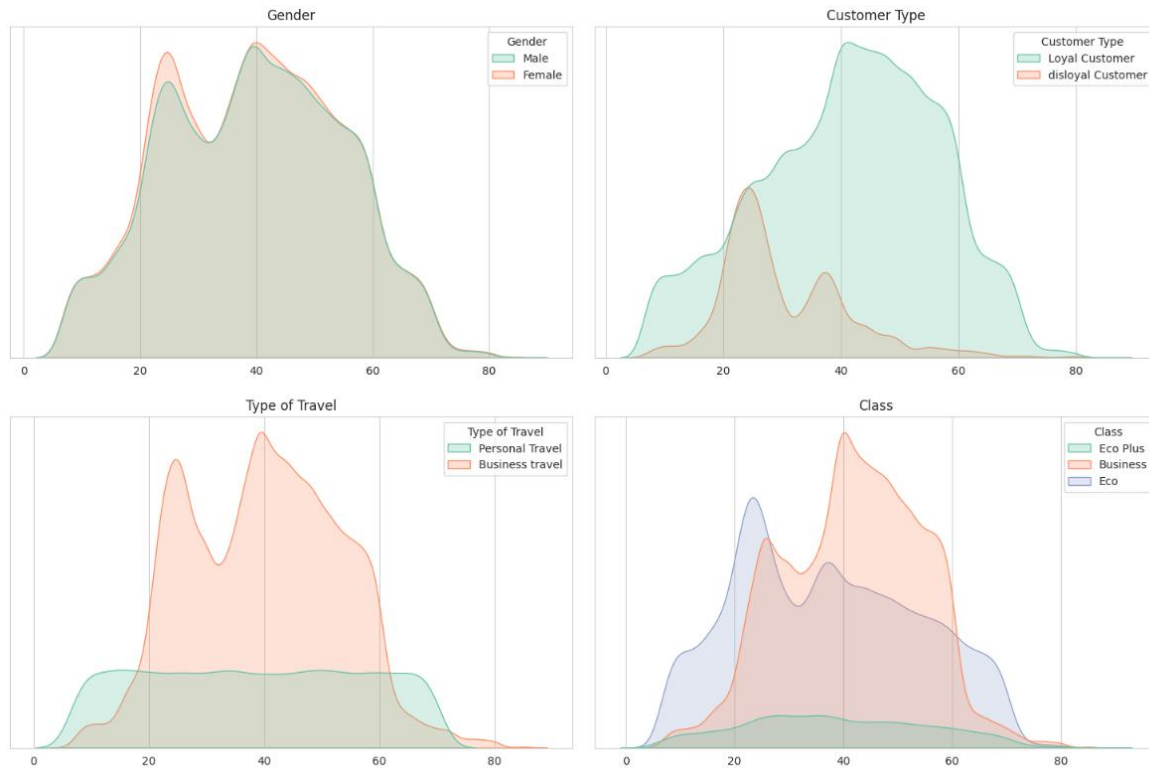 Gender
Gender
Male
Female
0 20 40 60 80
Customer Type
Customer Type
Loyal Customer
disloyal Customer
0 20 40 60 80
Type of Travel
Type of Travel
Personal Travel
Business travel
0 20 40 60 80
Class
Class
Eco Plus
Business
Eco
0 20 40 60 80